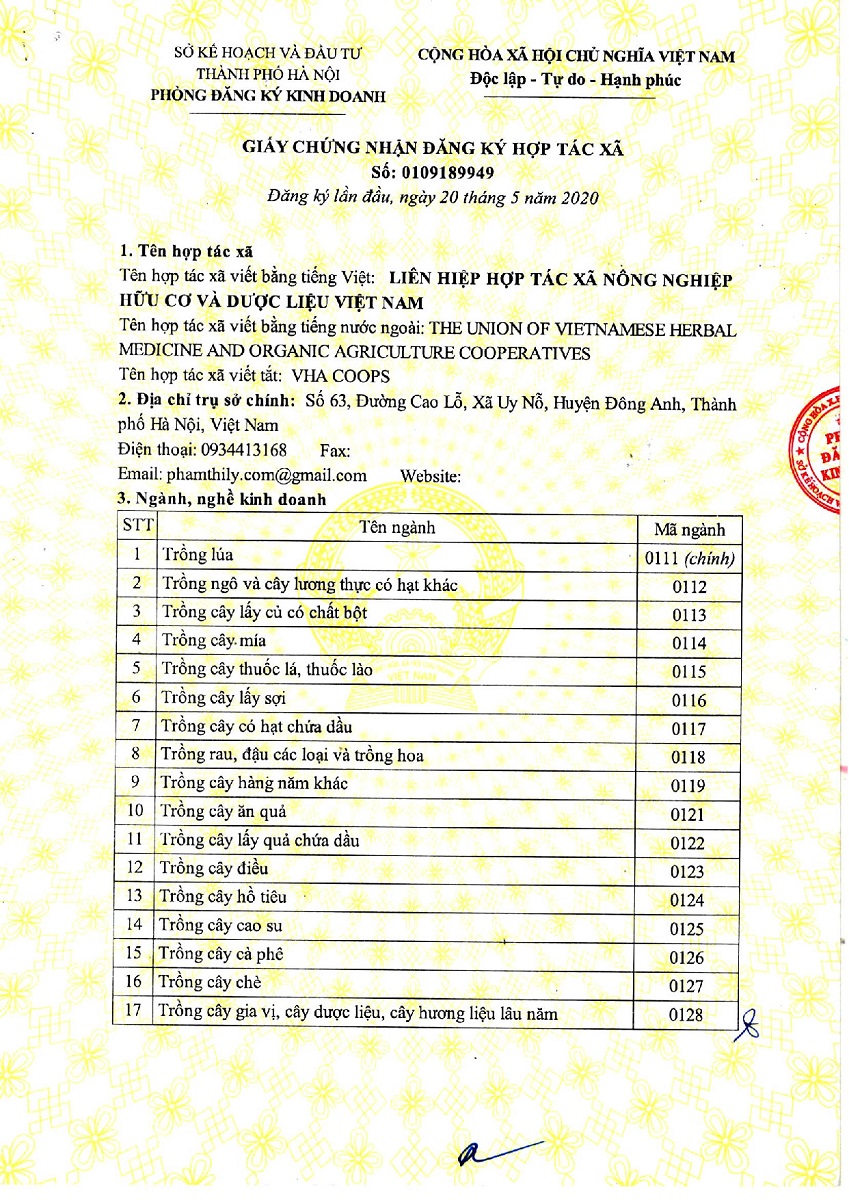 SỞ KẾ HOẠCH VÀ ĐẦU TƯ
THÀNH PHỐ HÀ NỘI
PHÒNG ĐĂNG KÝ KINH DOANH
CỘNG HÒA XÃ HỘI CHỦ NGHĨA VIỆT NAM
Độc lập - Tự do - Hạnh phúc
GIẤY CHỨNG NHẬN ĐĂNG KÝ HỢP TÁC XÃ
Số: 0109189949
Đăng ký lần đầu, ngày 20 tháng 5 năm 2020
1. Tên hợp tác xã
Tên hợp tác xã viết bằng tiếng Việt: LIÊN HIỆP HỢP TÁC XÃ NÔNG NGHIỆP
HỮU CƠ VÀ DƯỢC LIỆU VIỆT NAM
Tên hợp tác xã viết bằng tiếng nước ngoài: THE UNION OF VIETNAMESE HERBAL
MEDICINE AND ORGANIC AGRICULTURE COOPERATIVES
Tên hợp tác xã viết tắt: VHA COOPS
2. Địa chỉ trụ sở chính: Số 63, Đường Cao Lỗ, Xã Uy Nỗ, Huyện Đông Anh, Thành
phố Hà Nội, Việt Nam
Điện thoại: 0934413168 Fax:
Email: phamthily.com@gmail.com Website:
3. Ngành, nghề kinh doanh
STT Tên ngành Mã ngành
1 Trồng lúa 0111 (chính)
2 Trồng ngô và cây lương thực có hạt khác 0112
3 Trồng cây lấy củ có chất bột 0113
4 Trồng cây mía 0114
5 Trồng cây thuốc lá, thuốc lào 0115
6 Trồng cây lấy sợi 0116
7 Trồng cây có hạt chứa dầu 0117
8 Trồng rau, đậu các loại và trồng hoa 0118
9 Trồng cây hàng năm khác 0119
10 Trồng cây ăn quả 0121
11 Trồng cây lấy quả chứa dầu 0122
12 Trồng cây điều 0123
13 Trồng cây hồ tiêu 0124
14 Trồng cây cao su 0125
15 Trồng cây cà phê 0126
16 Trồng cây chè 0127
17 Trồng cây gia vị, cây dược liệu, cây hương liệu lâu năm 0128
VIỆT NAM